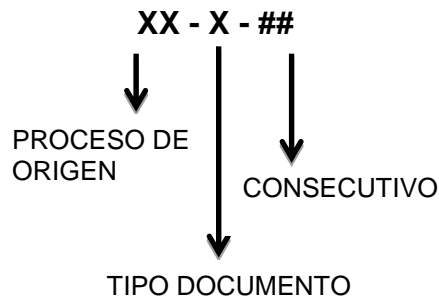 XX - X - ##
PROCESO DE
ORIGEN
CONSECUTIVO
TIPO DOCUMENTO